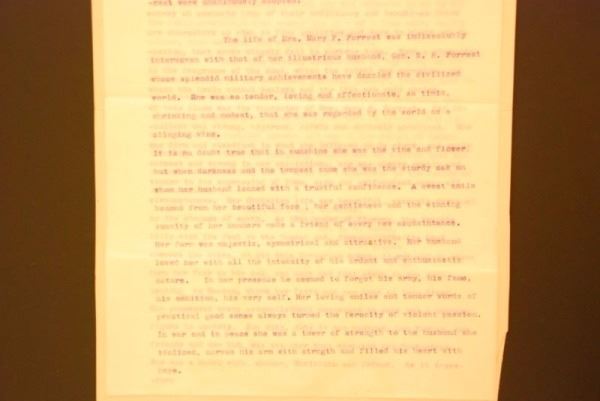 -rest were unanimously adopted.
The life of Mrs. Mary F. Forrest was indissolubly
interwoven with that of her illustrious husband, Gen. N. B. Forrest
whose splendid military achievements have dazzled the civilized
world. She was so tender, loving and affectionate, so timid,
shrinking and modest, that she was regarded by the world as a
clinging vine.
It is no doubt true that in sunshine she was the vine and flower,
but when darkness and the tempest came she was the sturdy oak on
whom her husband leaned with a trustful confidence. A sweet smile
beamed from her beautiful face, her gentleness and the winning
suavity of her manners made a friend of every new acquaintance.
Her form was majestic, symmetrical and attractive. Her husband
loved her with all the intensity of his ardent and enthusiastic
nature. In her presence he seemed to forget his army, his fame,
his ambition, his very self. Her loving smiles and tender words of
practical good sense always turned the ferocity of violent passion.
In war and in peace she was a tower of strength to the husband she
idolized, nerved his arm with strength and filled his heart with
hope.